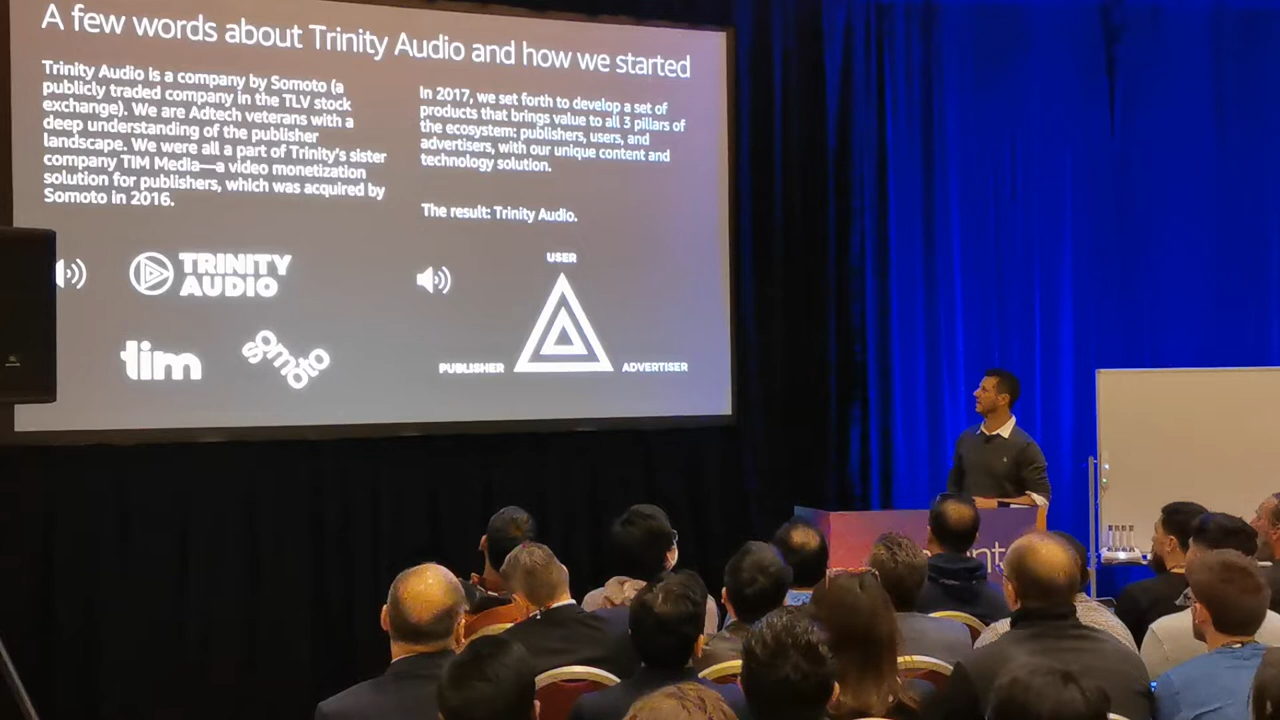 A few words about Trinity Audio and how we started
Trinity Audio is a company by Somoto (a
publicly traded company in the TLV stock
exchange). We are Adtech veterans with a
deep understanding of the publisher
landscape. We were all a part of Trinity's sister
company TIM Media—a video monetization
solution for publishers, which was acquired by
Somoto in 2016.
In 2017, we set forth to develop a set of
products that brings value to all 3 pillars of
the ecosystem: publishers, users, and
advertisers, with our unique content and
technology solution.
The result: Trinity Audio.
TRINITY
AUDIO
tim
somoto
USER
PUBLISHER
ADVERTISER